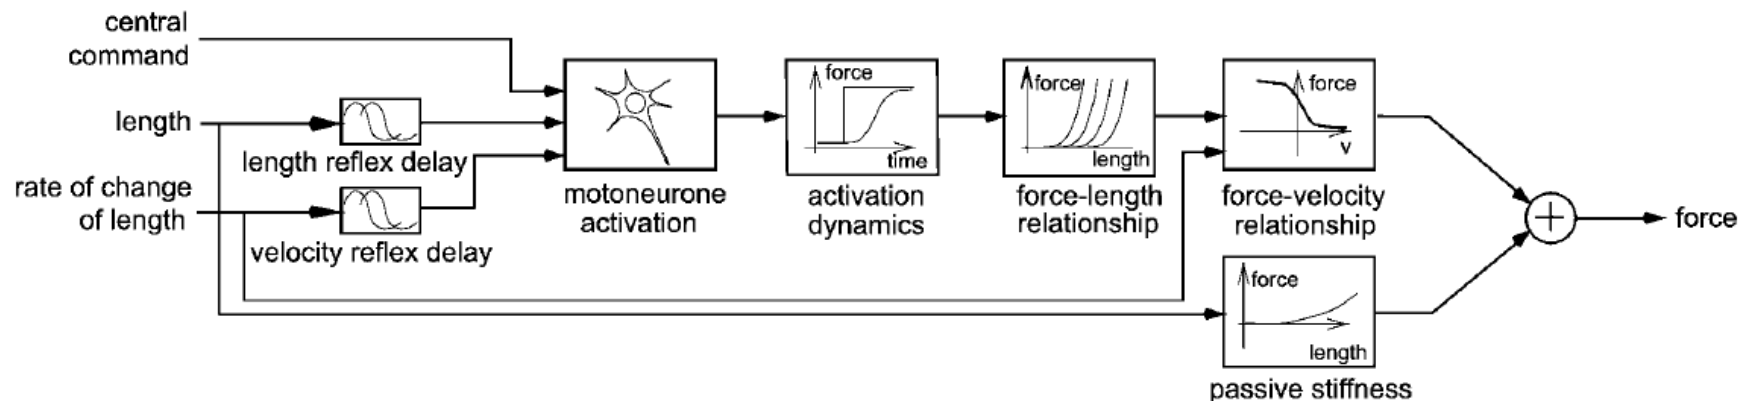 central
command
length
length reflex delay
rate of change
of length
velocity reflex delay
motoneurone
activation
force
time
activation
dynamics
force
length
force-length
relationship
force
v
force-velocity
relationship
force
length
passive stiffness
+
force